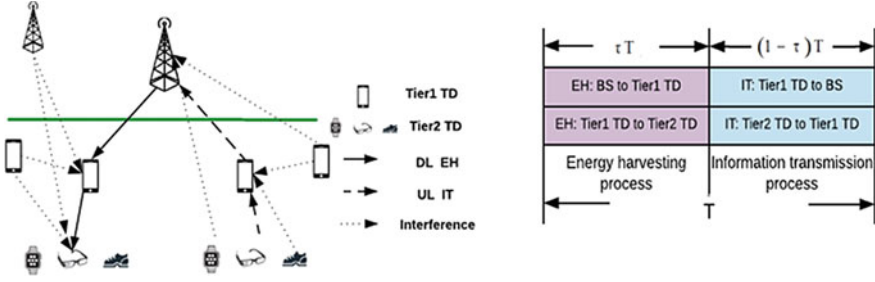 Tier1 TD
Tier2 TD
DL EH
UL IT
Interference
τT
(1 − τ)T
EH: BS to Tier1 TD
IT: Tier1 TD to BS
EH: Tier1 TD to Tier2 TD
IT: Tier2 TD to Tier1 TD
Energy harvesting process
Information transmission process
T